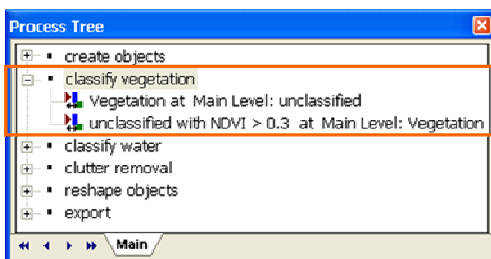 Process Tree
create objects
classify vegetation
Vegetation at Main Level: unclassified
unclassified with NDVI > 0.3 at Main Level: Vegetation
classify water
clutter removal
reshape objects
export
Main